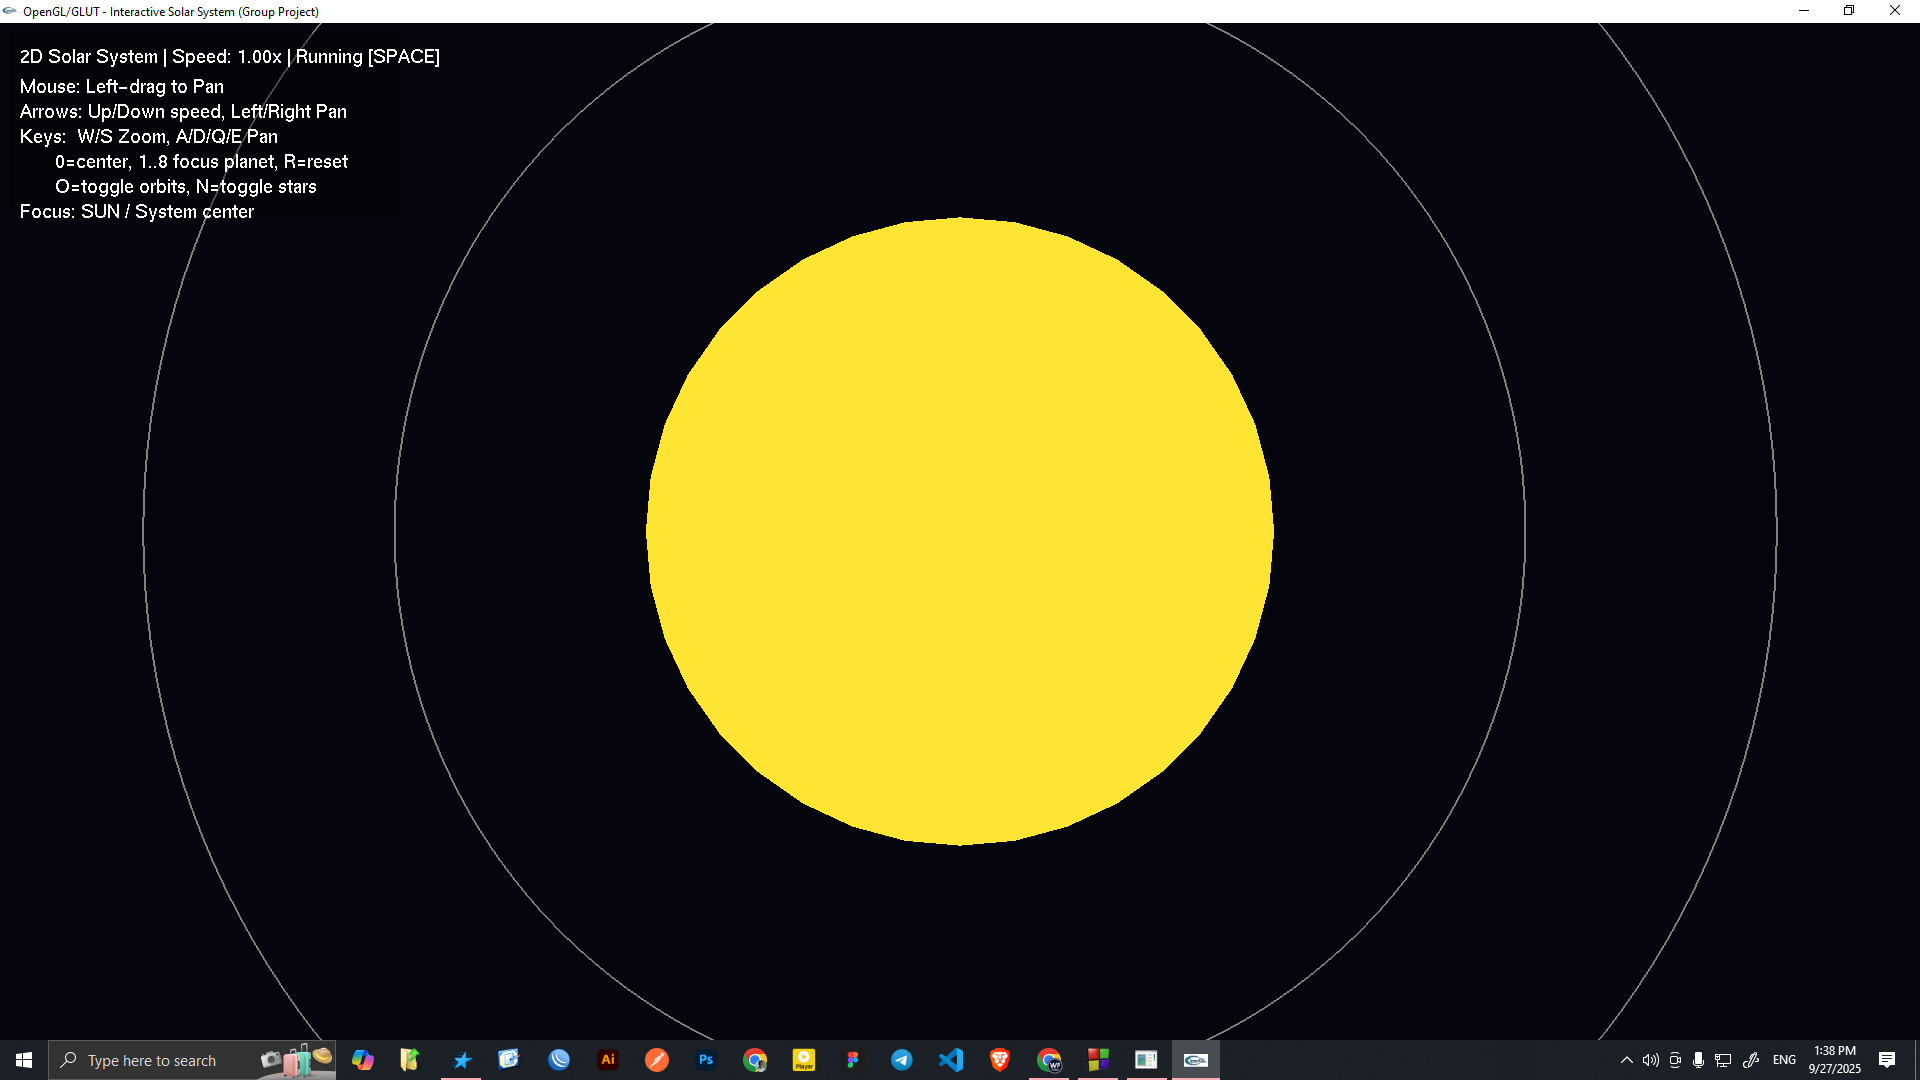 OpenGL/GLUT - Interactive Solar System (Group Project)
2D Solar System | Speed: 1.00x | Running [SPACE]
Mouse: Left-drag to Pan
Arrows: Up/Down speed, Left/Right Pan
Keys:  W/S Zoom, A/D/Q/E Pan
0=center, 1..8 focus planet, R=reset
O=toggle orbits, N=toggle stars
Focus: SUN / System center
Type here to search
Ai
Ps
Player
WP
OpenGL
ENG
1:38 PM
9/27/2025